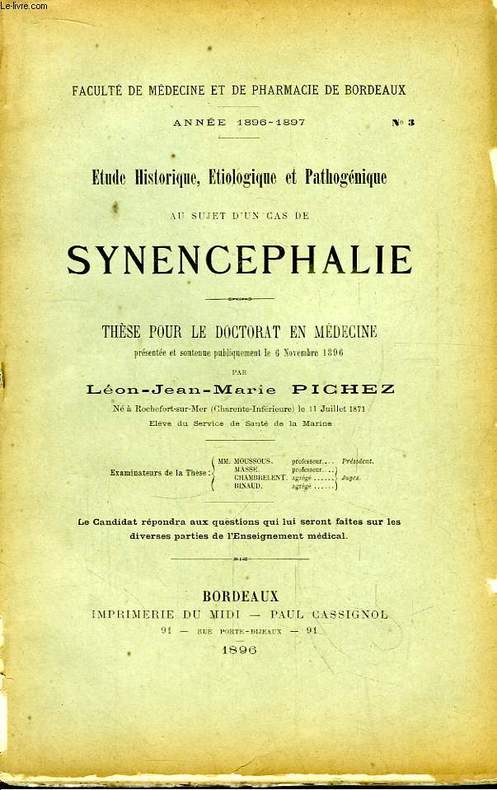 Le-livre.com
FACULTÉ DE MÉDECINE ET DE PHARMACIE DE BORDEAUX
ANNÉE 1896-1897 No 3
Etude Historique, Etiologique et Pathogénique
AU SUJET D'UN CAS DE
SYNENCEPHALIE
THÈSE POUR LE DOCTORAT EN MÉDECINE
présentée et soutenue publiquement le 6 Novembre 1896
PAR
Léon-Jean-Marie PICHEZ
Né à Rochefort-sur-Mer (Charente-Inférieure) le 11 Juillet 1871
Elève du Service de Santé de la Marine
Examinateurs de la Thèse :
MM. MOUSSOUS. professeur.... Président.
MASSE. professeur....
CHAMBRELENT. agrégé ...... Juges.
BINAUD. agrégé ......
Le Candidat répondra aux questions qui lui seront faites sur les
diverses parties de l'Enseignement médical.
BORDEAUX
IMPRIMERIE DU MIDI — PAUL CASSIGNOL
91 — RUE PORTE-DIJEAUX — 91
1896